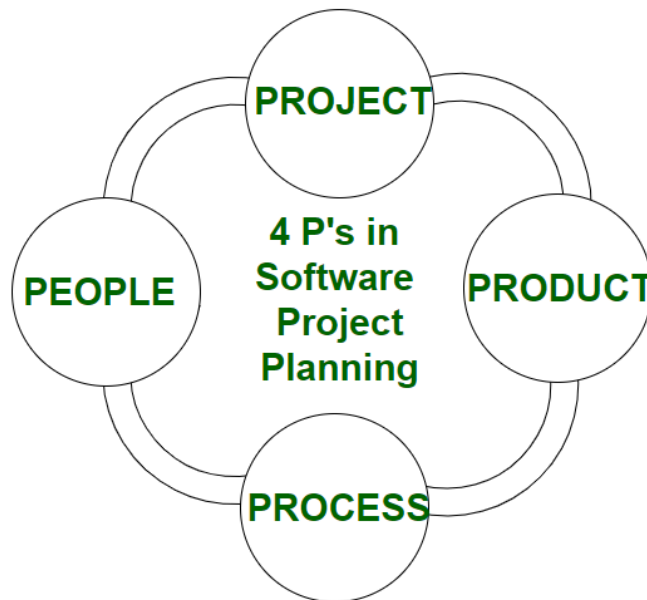 PROJECT
4 P's in
Software
Project
Planning
PEOPLE
PRODUCT
PROCESS